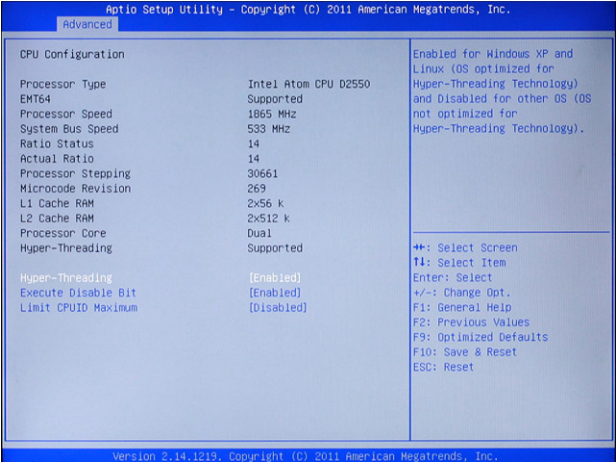 Aptio Setup Utility – Copyright (C) 2011 American Megatrends, Inc.
Advanced
CPU Configuration
Processor Type Intel Atom CPU D2550
EMT64 Supported
Processor Speed 1865 MHz
System Bus Speed 533 MHz
Ratio Status 14
Actual Ratio 14
Processor Stepping 30661
Microcode Revision 269
L1 Cache RAM 2x56 k
L2 Cache RAM 2x512 k
Processor Core Dual
Hyper-Threading Supported
Hyper-Threading [Enabled]
Execute Disable Bit [Enabled]
Limit CPUID Maximum [Disabled]
Enabled for Windows XP and
Linux (OS optimized for
Hyper-Threading Technology)
and Disabled for other OS (OS
not optimized for
Hyper-Threading Technology).
→←: Select Screen
↑↓: Select Item
Enter: Select
+/-: Change Opt.
F1: General Help
F2: Previous Values
F9: Optimized Defaults
F10: Save & Reset
ESC: Reset
Version 2.14.1219. Copyright (C) 2011 American Megatrends, Inc.